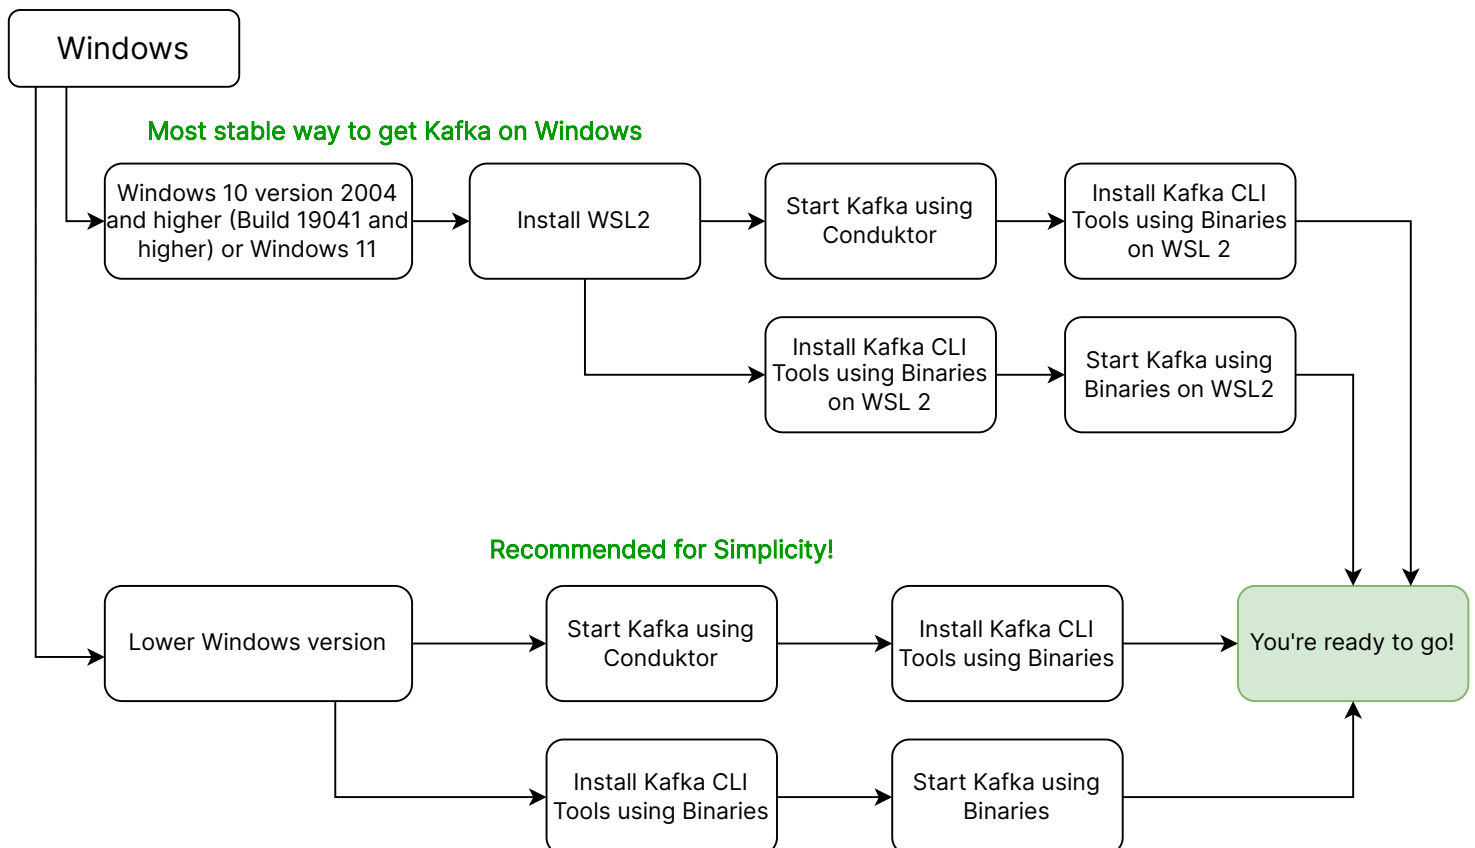 Windows
Most stable way to get Kafka on Windows
Windows 10 version 2004
and higher (Build 19041 and
higher) or Windows 11
Install WSL2
Start Kafka using
Conduktor
Install Kafka CLI
Tools using Binaries
on WSL 2
Install Kafka CLI
Tools using Binaries
on WSL 2
Start Kafka using
Binaries on WSL2
Recommended for Simplicity!
Lower Windows version
Start Kafka using
Conduktor
Install Kafka CLI
Tools using Binaries
You're ready to go!
Install Kafka CLI
Tools using Binaries
Start Kafka using
Binaries